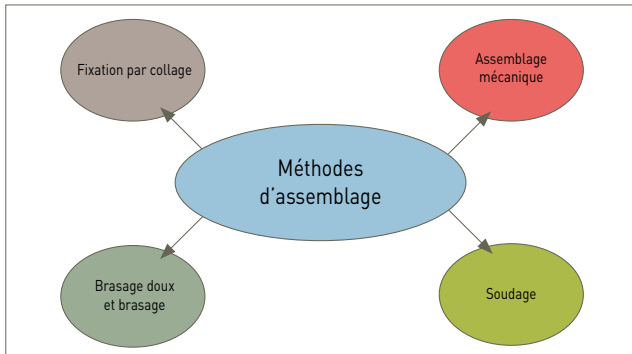 Fixation par collage
Assemblage
mécanique
Méthodes
d'assemblage
Brasage doux
et brasage
Soudage